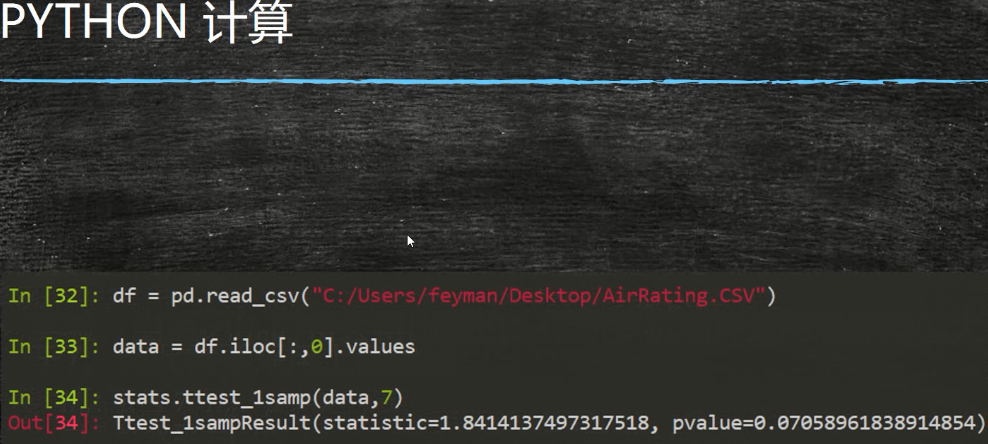 PYTHON 计算
In [32]: df = pd.read_csv("C:/Users/feyman/Desktop/AirRating.CSV")
In [33]: data = df.iloc[:,0].values
In [34]: stats.ttest_1samp(data,7)
Out[34]: Ttest_1sampResult(statistic=1.8414137497317518, pvalue=0.07058961838914854)